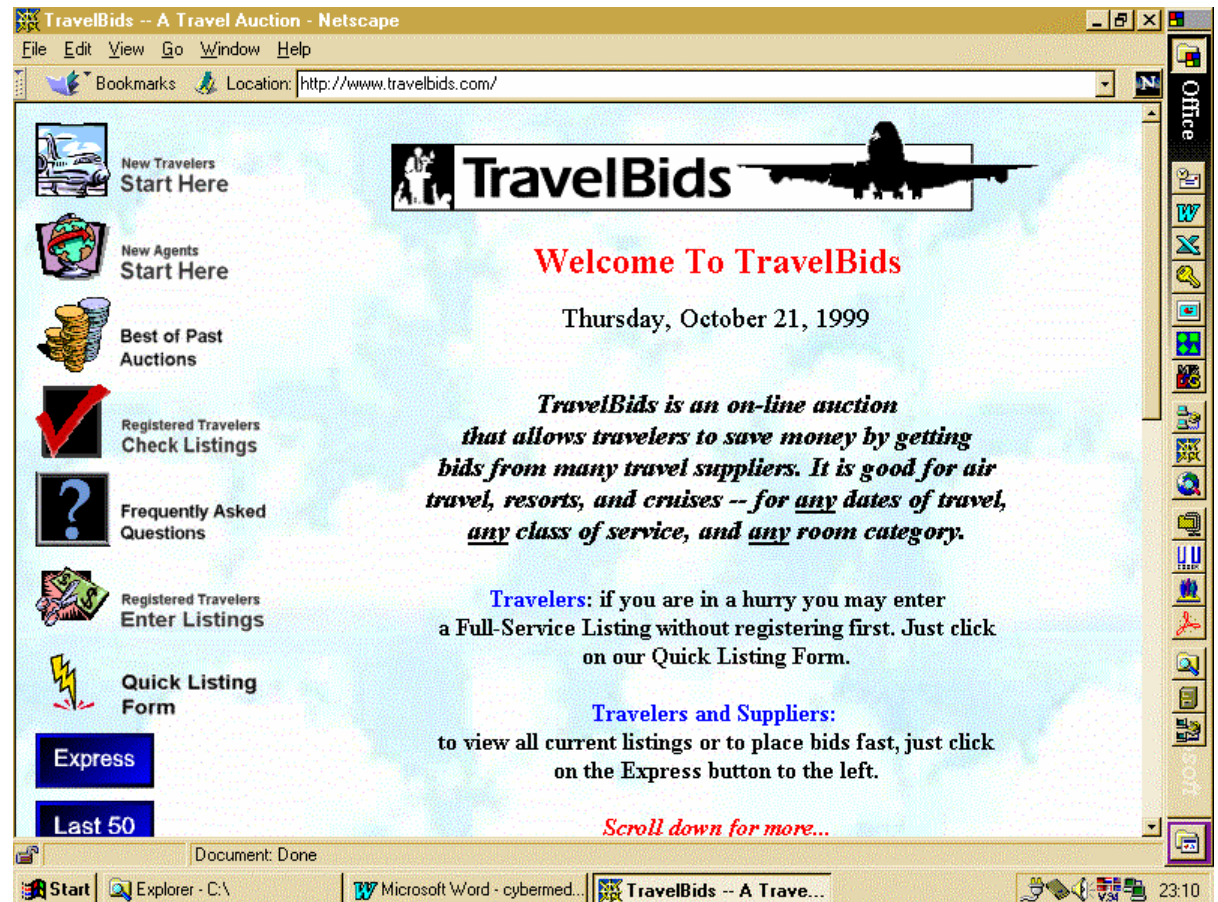 TravelBids -- A Travel Auction - Netscape
File Edit View Go Window Help
Bookmarks Location: http://www.travelbids.com/
N
Office
New Travelers
Start Here
New Agents
Start Here
Best of Past
Auctions
Registered Travelers
Check Listings
Frequently Asked
Questions
Registered Travelers
Enter Listings
Quick Listing
Form
Express
Last 50
TravelBids
Welcome To TravelBids
Thursday, October 21, 1999
TravelBids is an on-line auction
that allows travelers to save money by getting
bids from many travel suppliers. It is good for air
travel, resorts, and cruises -- for any dates of travel,
any class of service, and any room category.
Travelers: if you are in a hurry you may enter
a Full-Service Listing without registering first. Just click
on our Quick Listing Form.
Travelers and Suppliers:
to view all current listings or to place bids fast, just click
on the Express button to the left.
Scroll down for more...
Document: Done
Start Explorer - C:\ Microsoft Word - cybermed... TravelBids -- A Trave... 23:10